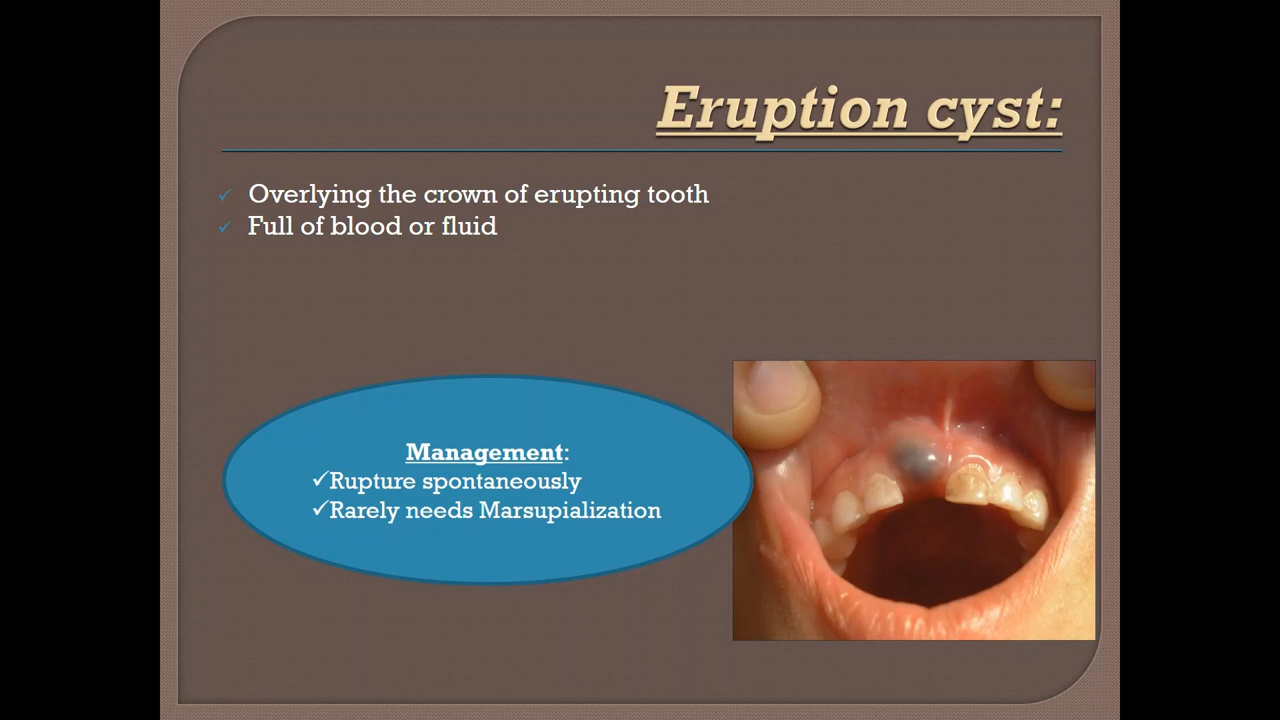 Eruption cyst:
✓ Overlying the crown of erupting tooth
✓ Full of blood or fluid
Management:
✓Rupture spontaneously
✓Rarely needs Marsupialization